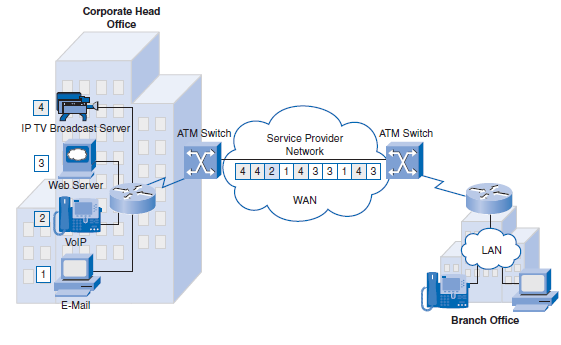 Corporate Head
Office
4
IP TV Broadcast Server
3
Web Server
2
VoIP
1
E-Mail
ATM Switch
Service Provider
Network
4 4 2 1 4 3 3 1 4 3
WAN
ATM Switch
LAN
Branch Office